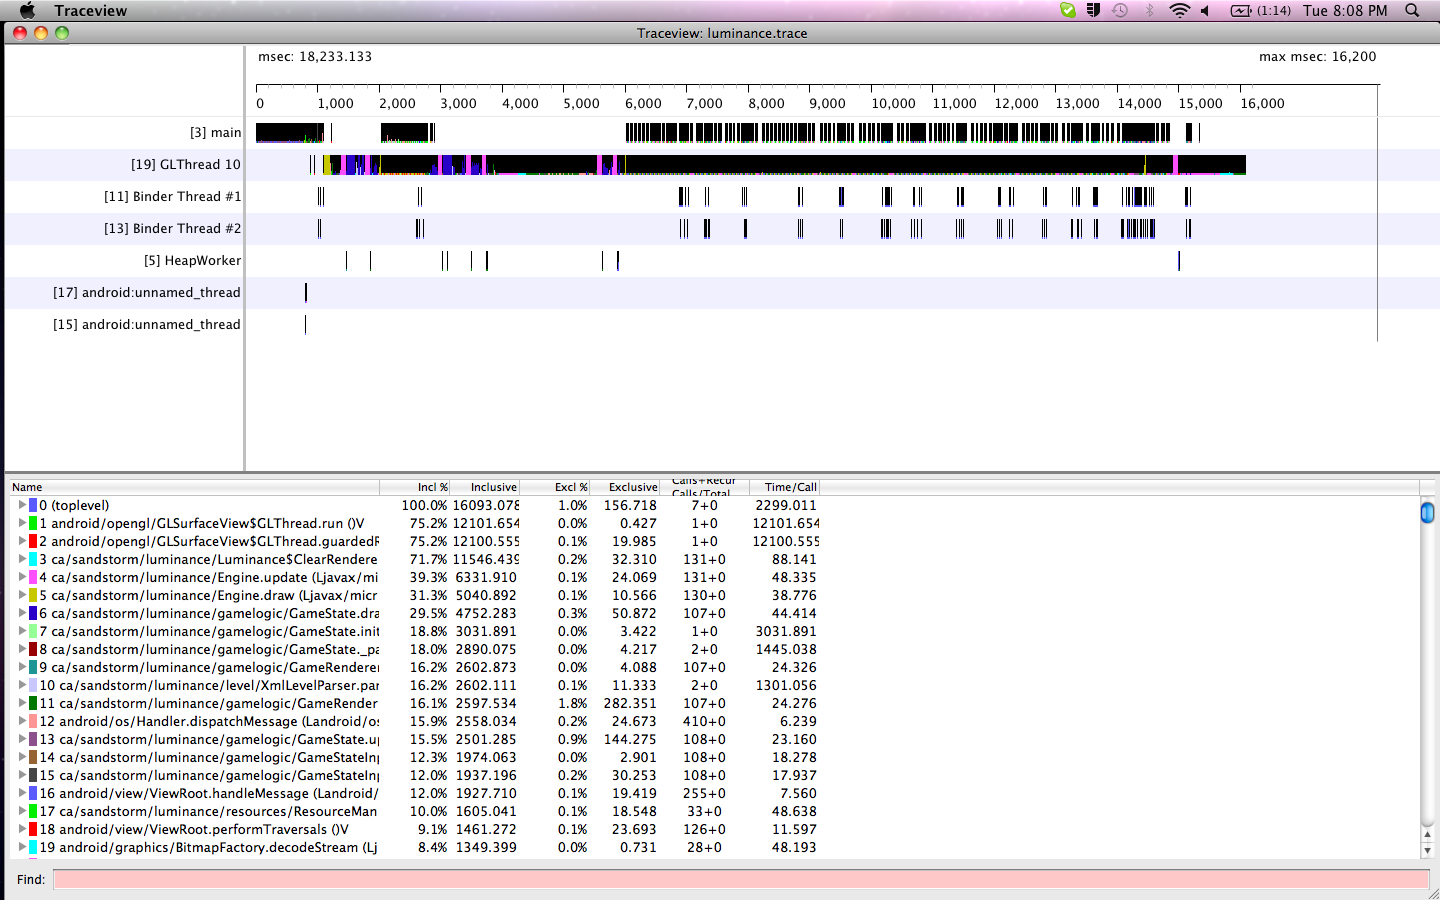 Traceview (1:14) Tue 8:08 PM
Traceview: luminance.trace
msec: 18,233.133 max msec: 16,200
0 1,000 2,000 3,000 4,000 5,000 6,000 7,000 8,000 9,000 10,000 11,000 12,000 13,000 14,000 15,000 16,000
[3] main
[19] GLThread 10
[11] Binder Thread #1
[13] Binder Thread #2
[5] HeapWorker
[17] android:unnamed_thread
[15] android:unnamed_thread
Name Incl % Inclusive Excl % Exclusive Calls+Recur Calls/Total Time/Call
0 (toplevel) 100.0% 16093.078 1.0% 156.718 7+0 2299.011
1 android/opengl/GLSurfaceView$GLThread.run ()V 75.2% 12101.654 0.0% 0.427 1+0 12101.654
2 android/opengl/GLSurfaceView$GLThread.guardedR 75.2% 12100.555 0.1% 19.985 1+0 12100.555
3 ca/sandstorm/luminance/Luminance$ClearRendere 71.7% 11546.439 0.2% 32.310 131+0 88.141
4 ca/sandstorm/luminance/Engine.update (Ljavax/mi 39.3% 6331.910 0.1% 24.069 131+0 48.335
5 ca/sandstorm/luminance/Engine.draw (Ljavax/micr 31.3% 5040.892 0.1% 10.566 130+0 38.776
6 ca/sandstorm/luminance/gamelogic/GameState.dra 29.5% 4752.283 0.3% 50.872 107+0 44.414
7 ca/sandstorm/luminance/gamelogic/GameState.init 18.8% 3031.891 0.0% 3.422 1+0 3031.891
8 ca/sandstorm/luminance/gamelogic/GameState._pa 18.0% 2890.075 0.0% 4.217 2+0 1445.038
9 ca/sandstorm/luminance/gamelogic/GameRenderer 16.2% 2602.873 0.0% 4.088 107+0 24.326
10 ca/sandstorm/luminance/level/XmlLevelParser.par 16.2% 2602.111 0.1% 11.333 2+0 1301.056
11 ca/sandstorm/luminance/gamelogic/GameRender 16.1% 2597.534 1.8% 282.351 107+0 24.276
12 android/os/Handler.dispatchMessage (Landroid/os 15.9% 2558.034 0.2% 24.673 410+0 6.239
13 ca/sandstorm/luminance/gamelogic/GameState.up 15.5% 2501.285 0.9% 144.275 108+0 23.160
14 ca/sandstorm/luminance/gamelogic/GameStateInp 12.3% 1974.063 0.0% 2.901 108+0 18.278
15 ca/sandstorm/luminance/gamelogic/GameStateInp 12.0% 1937.196 0.2% 30.253 108+0 17.937
16 android/view/ViewRoot.handleMessage (Landroid/ 12.0% 1927.710 0.1% 19.419 255+0 7.560
17 ca/sandstorm/luminance/resources/ResourceMan 10.0% 1605.041 0.1% 18.548 33+0 48.638
18 android/view/ViewRoot.performTraversals ()V 9.1% 1461.272 0.1% 23.693 126+0 11.597
19 android/graphics/BitmapFactory.decodeStream (Lj 8.4% 1349.399 0.0% 0.731 28+0 48.193
Find: